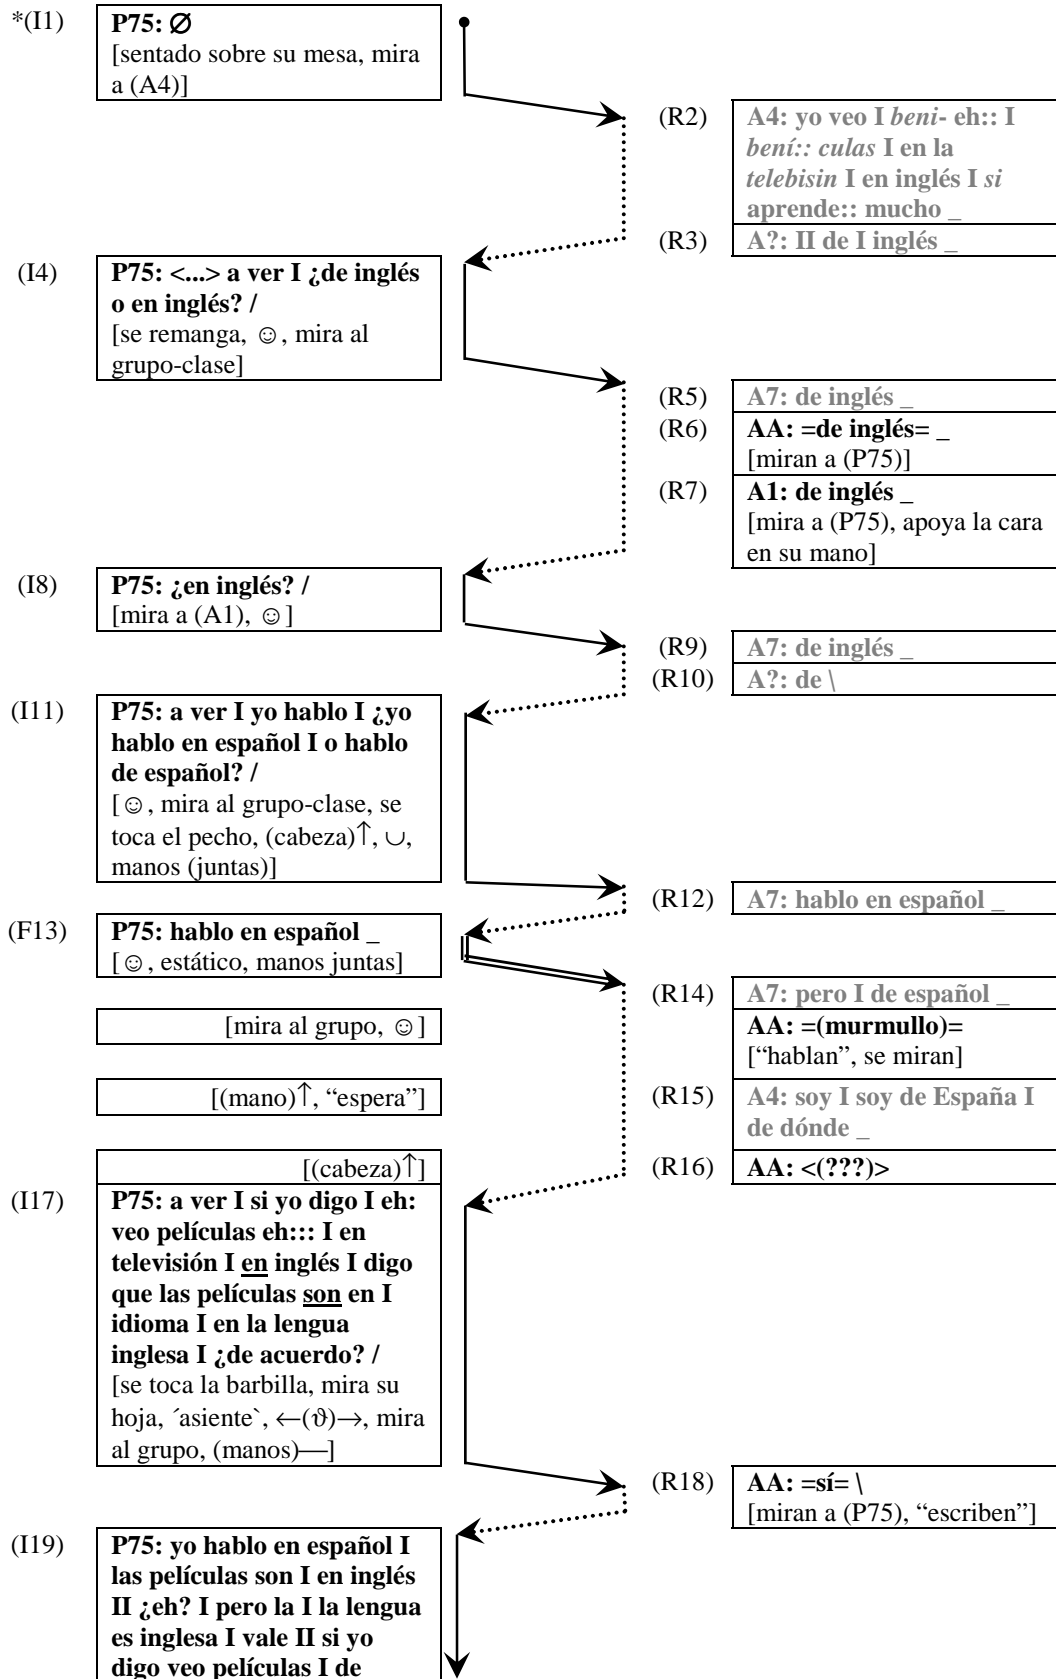 *(I1)
P75: Ø
[sentado sobre su mesa, mira
a (A4)]
(R2)
A4: yo veo I beni- eh:: I
bení:: culas I en la
telebisin I en inglés I si
aprende:: mucho _
(R3)
A?: II de I inglés _
(I4)
P75: <...> a ver I ¿de inglés
o en inglés? /
[se remanga, ☺, mira al
grupo-clase]
(R5)
A7: de inglés _
(R6)
AA: =de inglés= _
[miran a (P75)]
(R7)
A1: de inglés _
[mira a (P75), apoya la cara
en su mano]
(I8)
P75: ¿en inglés? /
[mira a (A1), ☺]
(R9)
A7: de inglés _
(R10)
A?: de \
(I11)
P75: a ver I yo hablo I ¿yo
hablo en español I o hablo
de español? /
[☺, mira al grupo-clase, se
toca el pecho, (cabeza)↑, ∪,
manos (juntas)]
(R12)
A7: hablo en español _
(F13)
P75: hablo en español _
[☺, estático, manos juntas]
(R14)
A7: pero I de español _
[mira al grupo, ☺]
AA: =(murmullo)=
[“hablan”, se miran]
[(mano)↑, “espera”]
(R15)
A4: soy I soy de España I
de dónde _
[(cabeza)↑]
(R16)
AA: <(???)>
(I17)
P75: a ver I si yo digo I eh:
veo películas eh::: I en
televisión I en inglés I digo
que las películas son en I
idioma I en la lengua
inglesa I ¿de acuerdo? /
[se toca la barbilla, mira su
hoja, ´asiente`, ←(ϑ)→, mira
al grupo, (manos)—]
(R18)
AA: =sí= \
[miran a (P75), “escriben”]
(I19)
P75: yo hablo en español I
las películas son I en inglés
II ¿eh? I pero la I la lengua
es inglesa I vale II si yo
digo veo películas I de